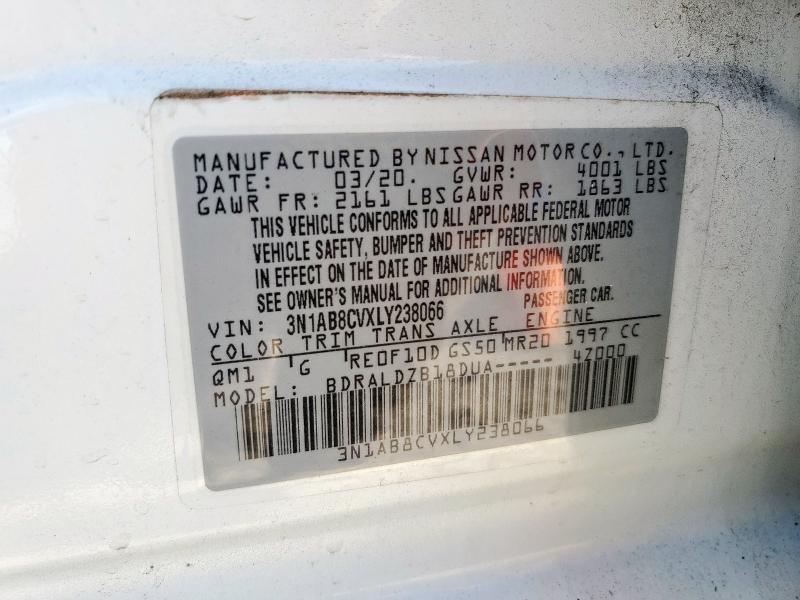 MANUFACTURED BY NISSAN MOTOR CO., LTD.
DATE: 03/20. GVWR: 4001 LBS
GAWR FR: 2161 LBS GAWR RR: 1863 LBS
THIS VEHICLE CONFORMS TO ALL APPLICABLE FEDERAL MOTOR
VEHICLE SAFETY, BUMPER AND THEFT PREVENTION STANDARDS
IN EFFECT ON THE DATE OF MANUFACTURE SHOWN ABOVE.
SEE OWNER'S MANUAL FOR ADDITIONAL INFORMATION.
VIN: 3N1AB8CVXLY238066 PASSENGER CAR.
COLOR TRIM TRANS AXLE ENGINE
QM1 G RE0F10D GS50 MR20 1997 CC
MODEL: BDRALDZB18DUA----- 4Z000
3N1AB8CVXLY238066